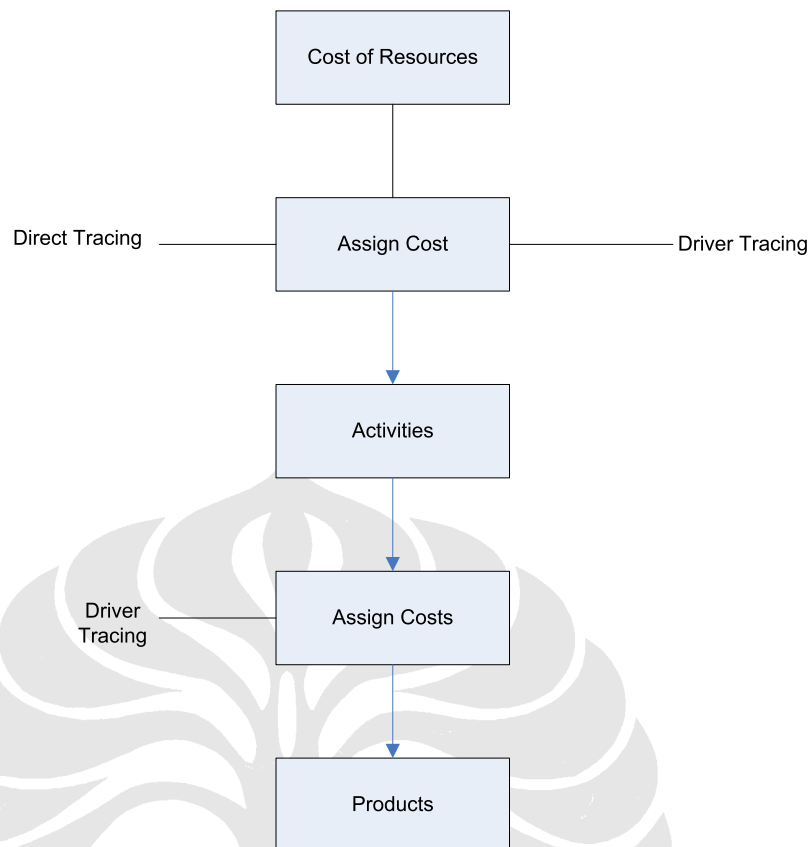 Cost of Resources
Direct Tracing
Assign Cost
Driver Tracing
Activities
Driver
Tracing
Assign Costs
Products